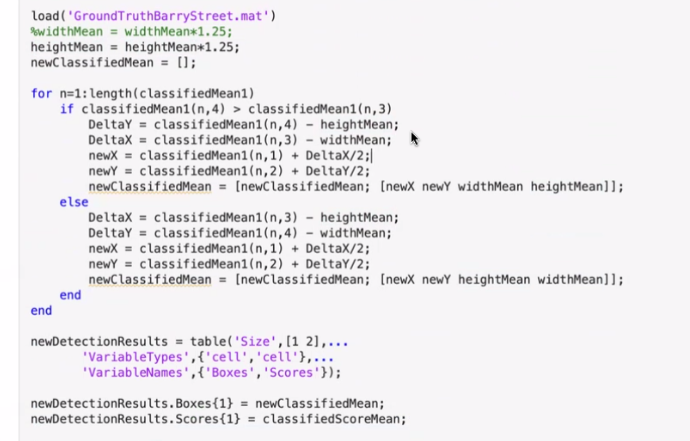 load('GroundTruthBarryStreet.mat')
%widthMean = widthMean*1.25;
heightMean = heightMean*1.25;
newClassifiedMean = [];
for n=1:length(classifiedMean1)
if classifiedMean1(n,4) > classifiedMean1(n,3)
DeltaY = classifiedMean1(n,4) - heightMean;
DeltaX = classifiedMean1(n,3) - widthMean;
newX = classifiedMean1(n,1) + DeltaX/2;
newY = classifiedMean1(n,2) + DeltaY/2;
newClassifiedMean = [newClassifiedMean; [newX newY widthMean heightMean]];
else
DeltaX = classifiedMean1(n,3) - heightMean;
DeltaY = classifiedMean1(n,4) - widthMean;
newX = classifiedMean1(n,1) + DeltaX/2;
newY = classifiedMean1(n,2) + DeltaY/2;
newClassifiedMean = [newClassifiedMean; [newX newY heightMean widthMean]];
end
end
newDetectionResults = table('Size',[1 2],...
'VariableTypes',{'cell','cell'},...
'VariableNames',{'Boxes','Scores'});
newDetectionResults.Boxes{1} = newClassifiedMean;
newDetectionResults.Scores{1} = classifiedScoreMean;